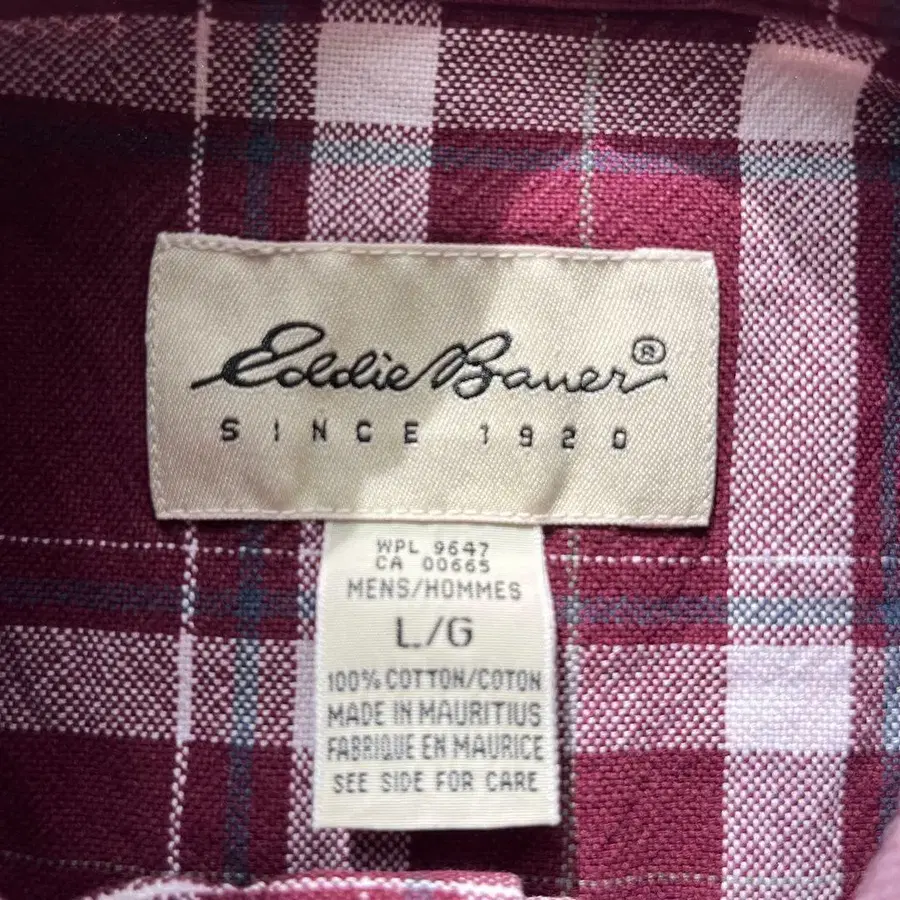 Eddie Bauer®
SINCE 1920
WPL 9647
CA 00665
MENS/HOMMES
L/G
100% COTTON/COTON
MADE IN MAURITIUS
FABRIQUE EN MAURICE
SEE SIDE FOR CARE